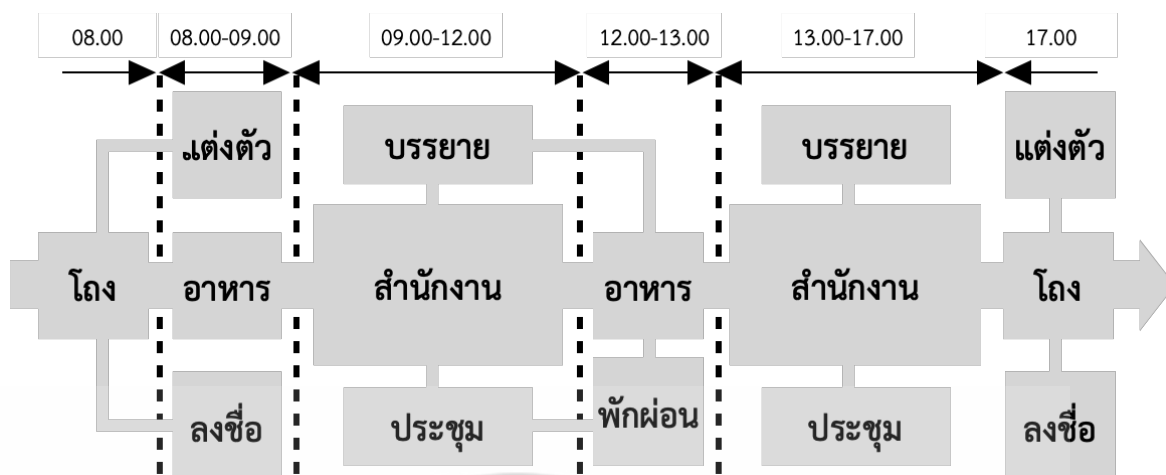 08.00 08.00-09.00 09.00-12.00 12.00-13.00 13.00-17.00 17.00
แต่งตัว บรรยาย บรรยาย แต่งตัว
โถง อาหาร สำนักงาน อาหาร สำนักงาน โถง
ลงชื่อ ประชุม พักผ่อน ประชุม ลงชื่อ